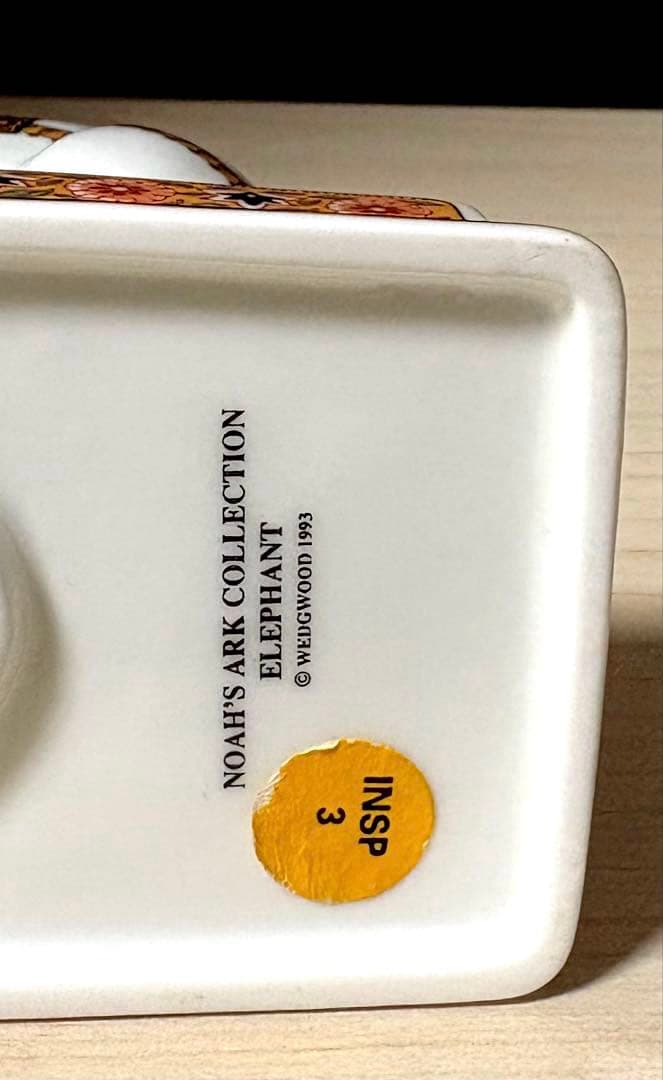 NOAH'S ARK COLLECTION
ELEPHANT
© WEDGWOOD 1993
INSP
3